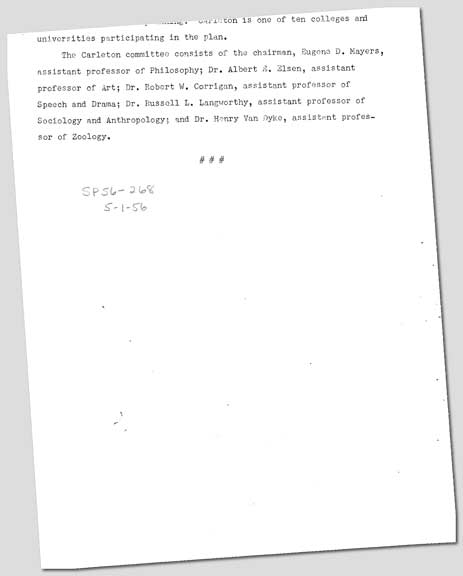 Carleton is one of ten colleges and
universities participating in the plan.
The Carleton committee consists of the chairman, Eugene D. Mayers,
assistant professor of Philosophy; Dr. Albert E. Elsen, assistant
professor of Art; Dr. Robert W. Corrigan, assistant professor of
Speech and Drama; Dr. Russell L. Langworthy, assistant professor of
Sociology and Anthropology; and Dr. Henry Van Dyke, assistant profes-
sor of Zoology.
# # #
SP56-268
5-1-56